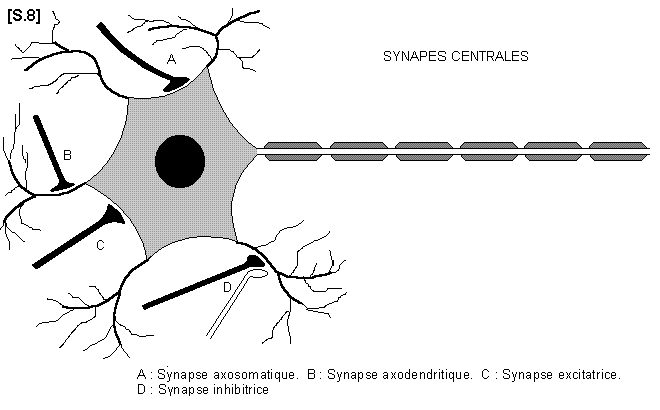 [S.8]
SYNAPES CENTRALES
A
B
C
D
A : Synapse axosomatique. B : Synapse axodendritique. C : Synapse excitatrice.
D : Synapse inhibitrice